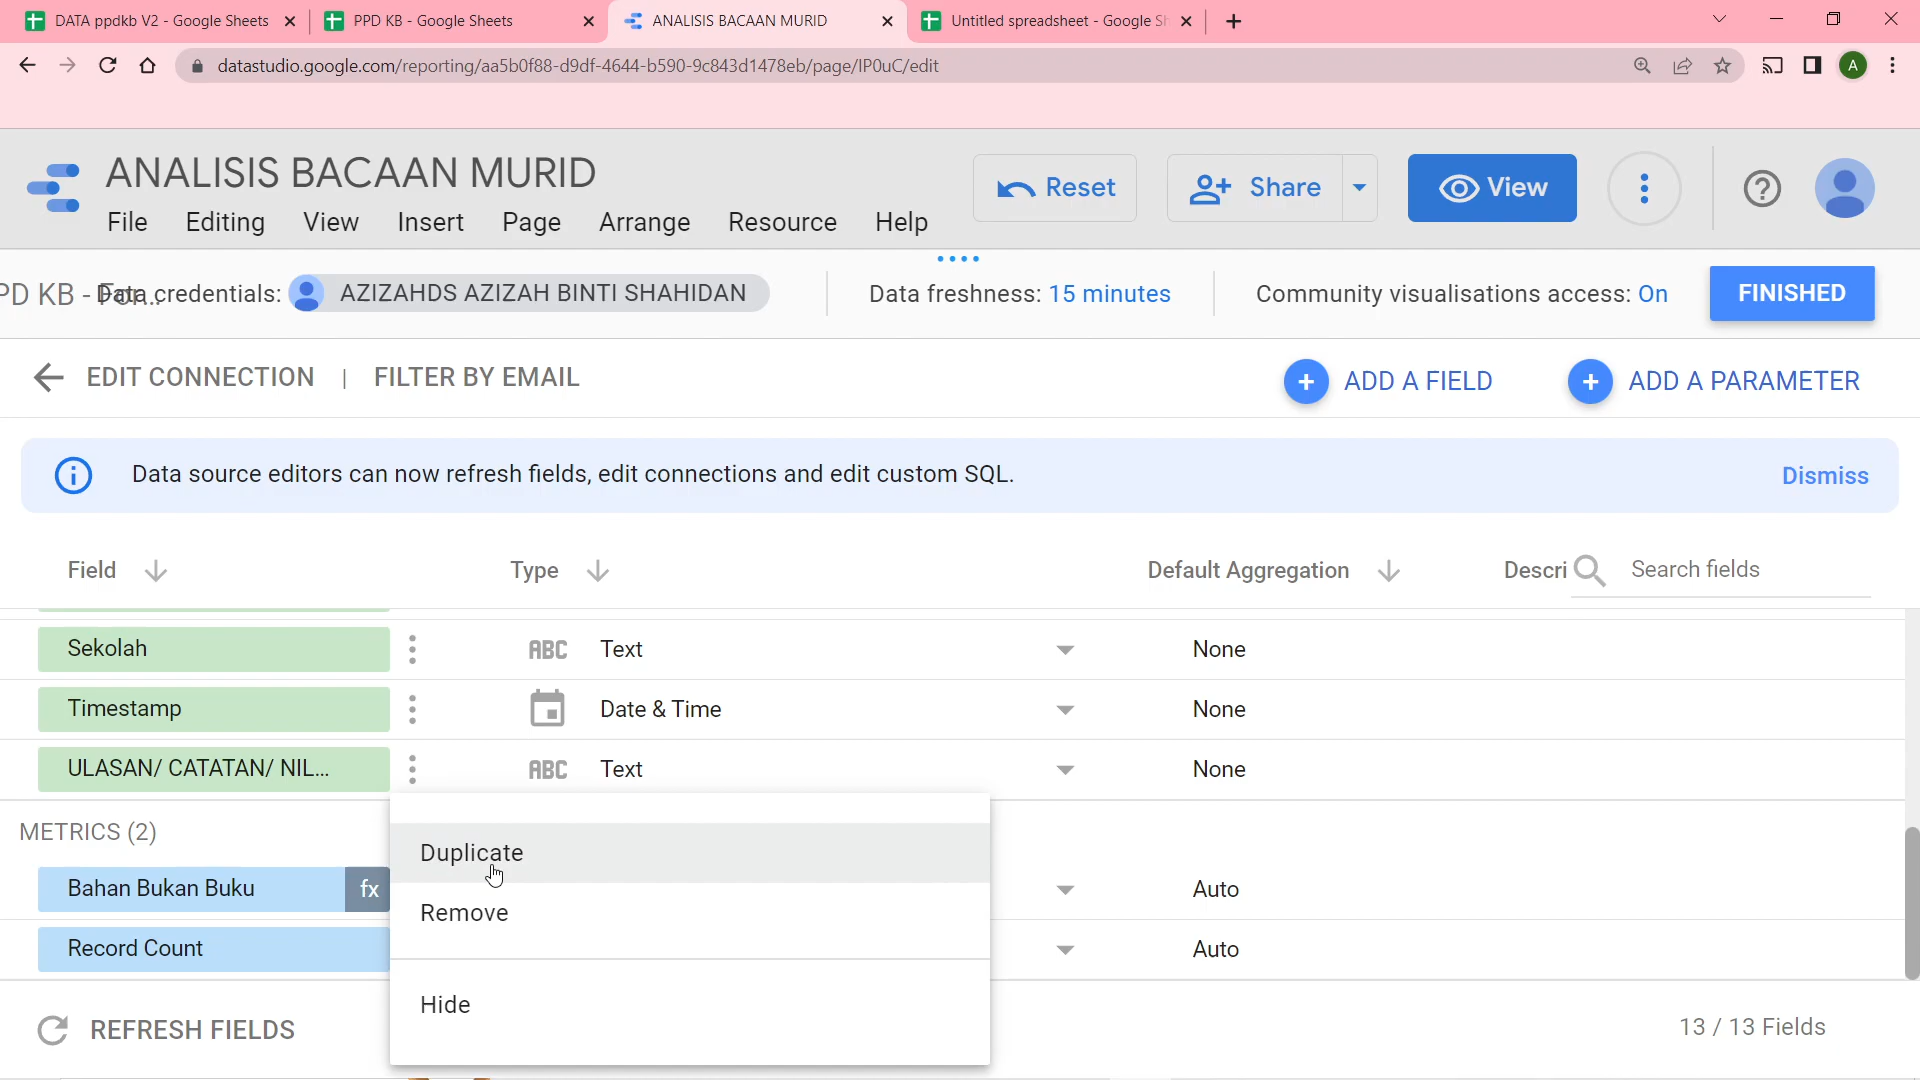 DATA ppdkb V2 - Google Sheets
PPD KB - Google Sheets
ANALISIS BACAAN MURID
Untitled spreadsheet - Google Sh
datastudio.google.com/reporting/aa5b0f88-d9df-4644-b590-9c843d1478eb/page/IP0uC/edit
A
ANALISIS BACAAN MURID
File Editing View Insert Page Arrange Resource Help
Reset
Share
View
PD KB - For...
Data credentials: AZIZAHDS AZIZAH BINTI SHAHIDAN
Data freshness: 15 minutes
Community visualisations access: On
FINISHED
EDIT CONNECTION | FILTER BY EMAIL
+ ADD A FIELD
+ ADD A PARAMETER
Data source editors can now refresh fields, edit connections and edit custom SQL.
Dismiss
Field Type Default Aggregation Descri Search fields
Sekolah ABC Text None
Timestamp Date & Time None
ULASAN/ CATATAN/ NIL... ABC Text None
METRICS (2)
Duplicate
Bahan Bukan Buku fx Auto
Remove
Record Count Auto
Hide
REFRESH FIELDS
13 / 13 Fields